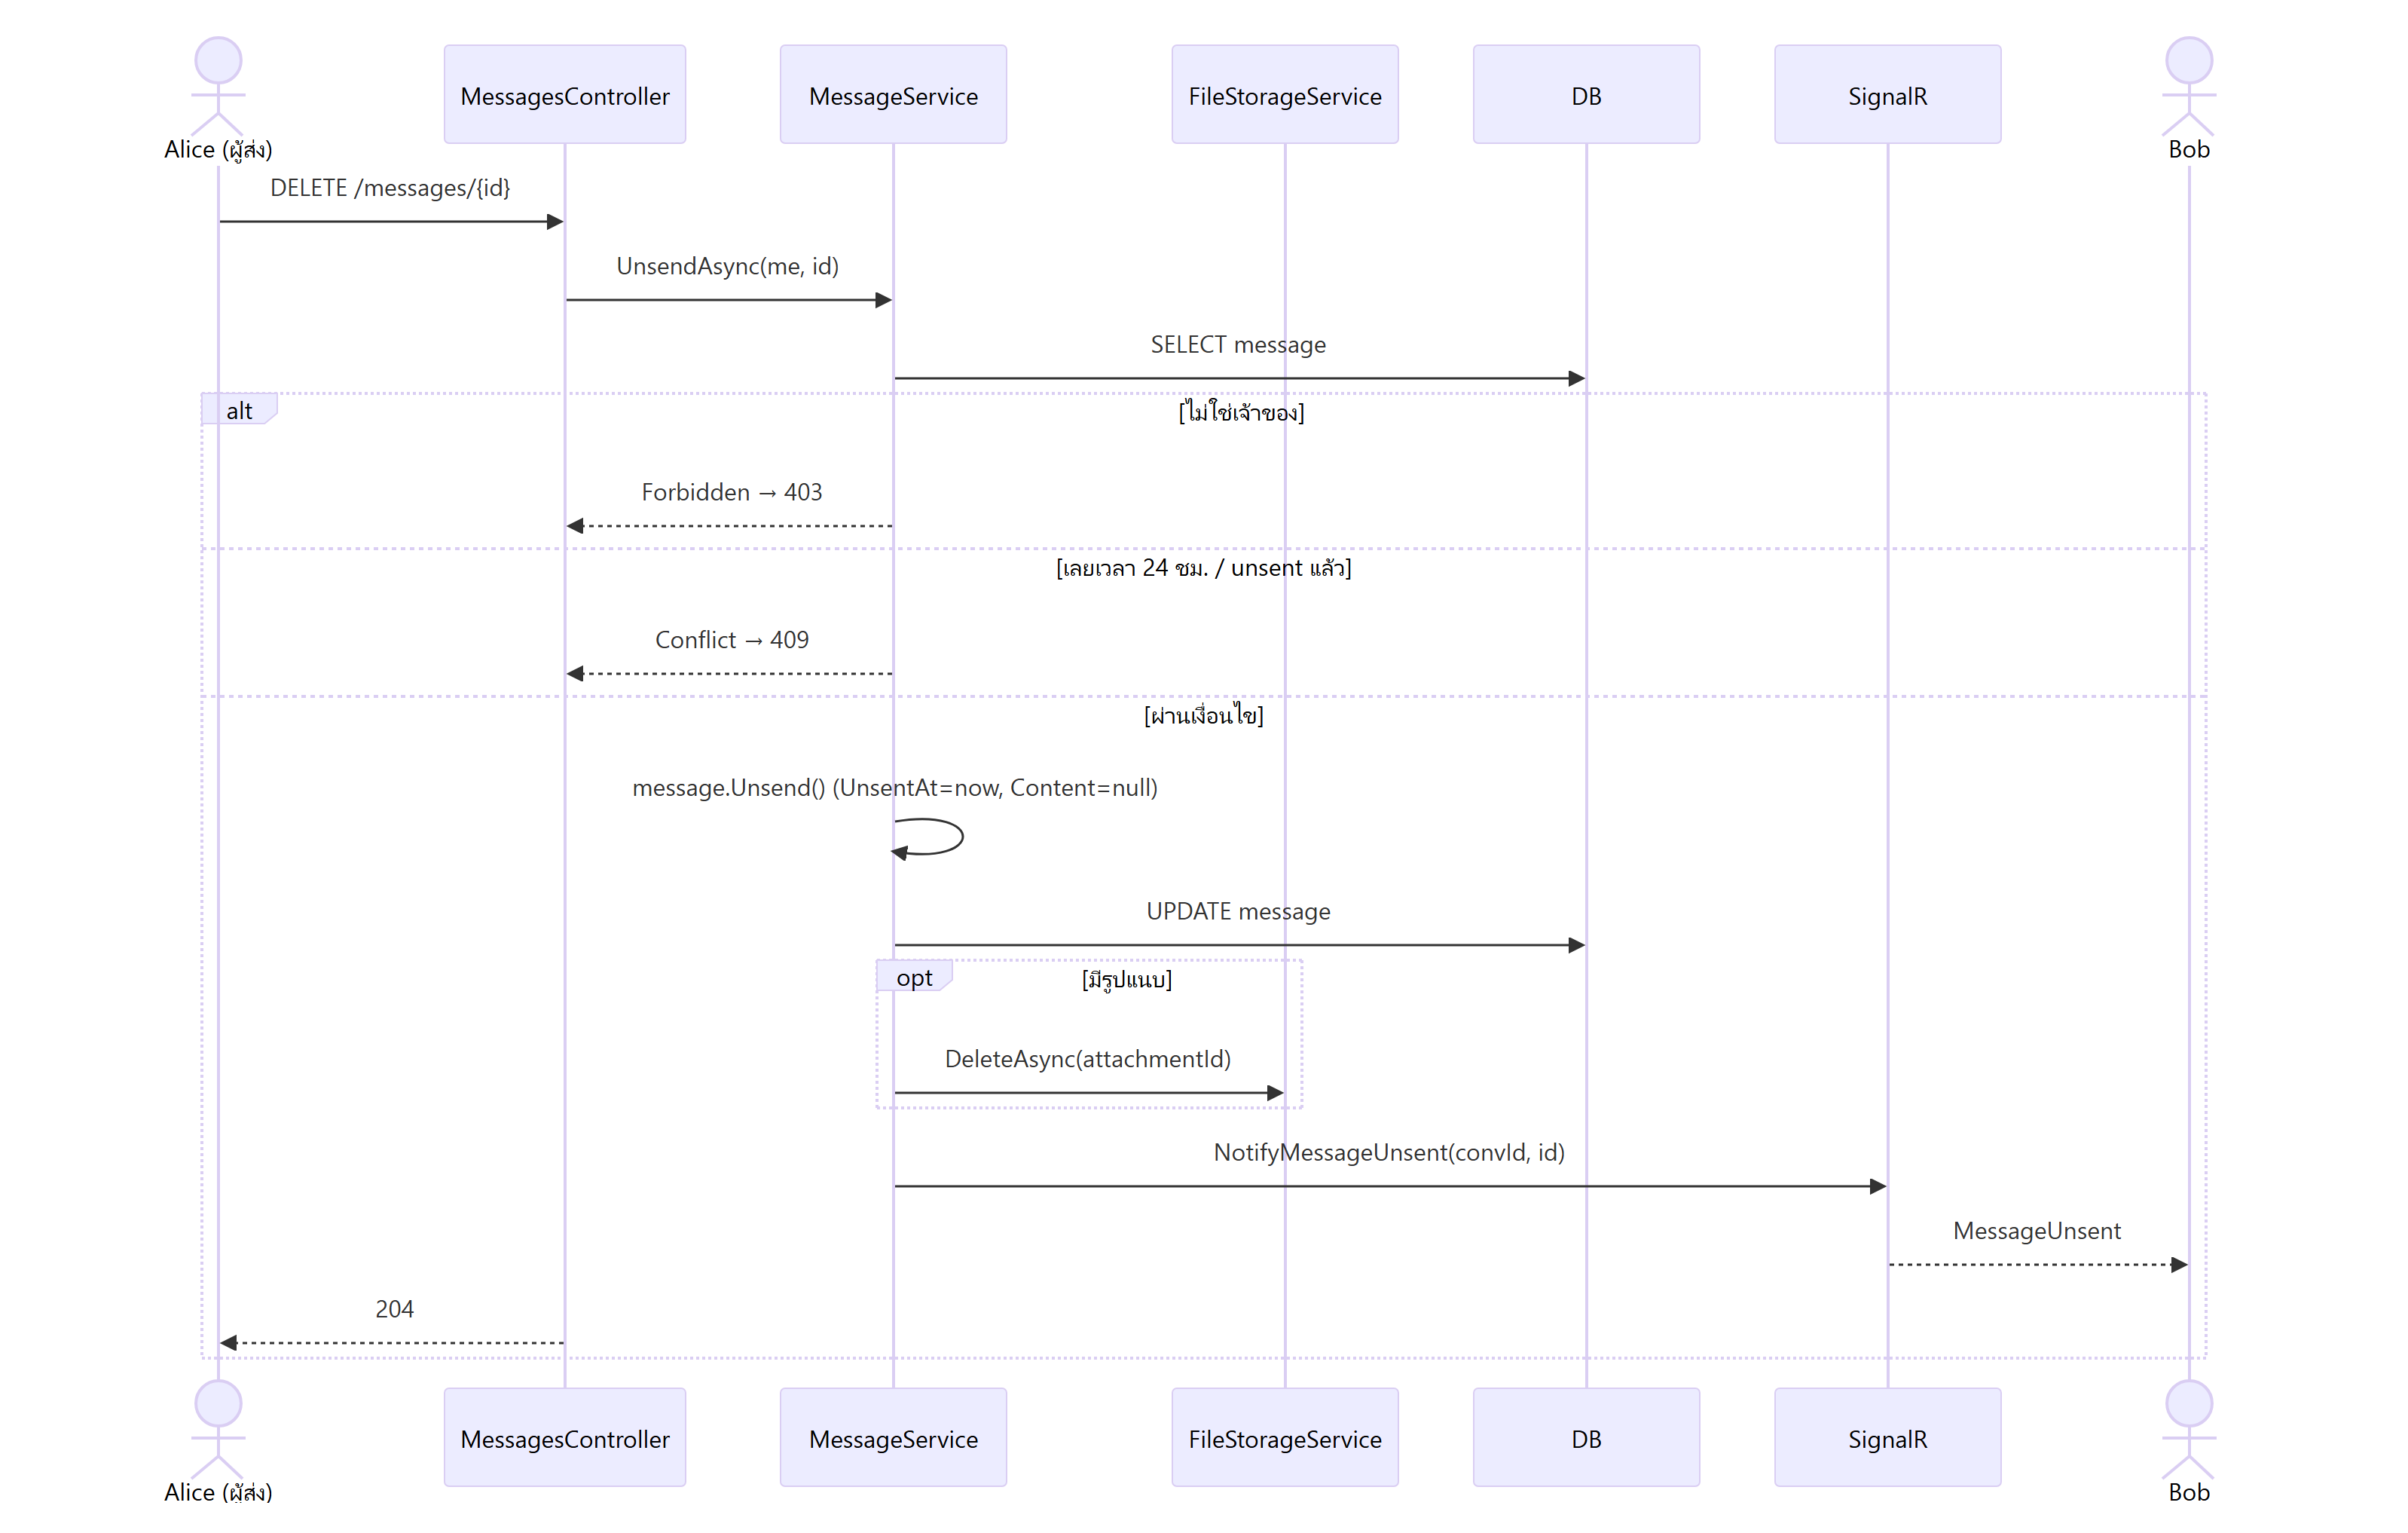 Alice (ผู้ส่ง)
MessagesController
MessageService
FileStorageService
DB
SignalR
Bob
DELETE /messages/{id}
UnsendAsync(me, id)
SELECT message
alt
[ไม่ใช่เจ้าของ]
Forbidden → 403
[เลยเวลา 24 ชม. / unsent แล้ว]
Conflict → 409
[ผ่านเงื่อนไข]
message.Unsend() (UnsentAt=now, Content=null)
UPDATE message
opt
[มีรูปแนบ]
DeleteAsync(attachmentId)
NotifyMessageUnsent(convId, id)
MessageUnsent
204
Alice (ผู้ส่ง)
MessagesController
MessageService
FileStorageService
DB
SignalR
Bob